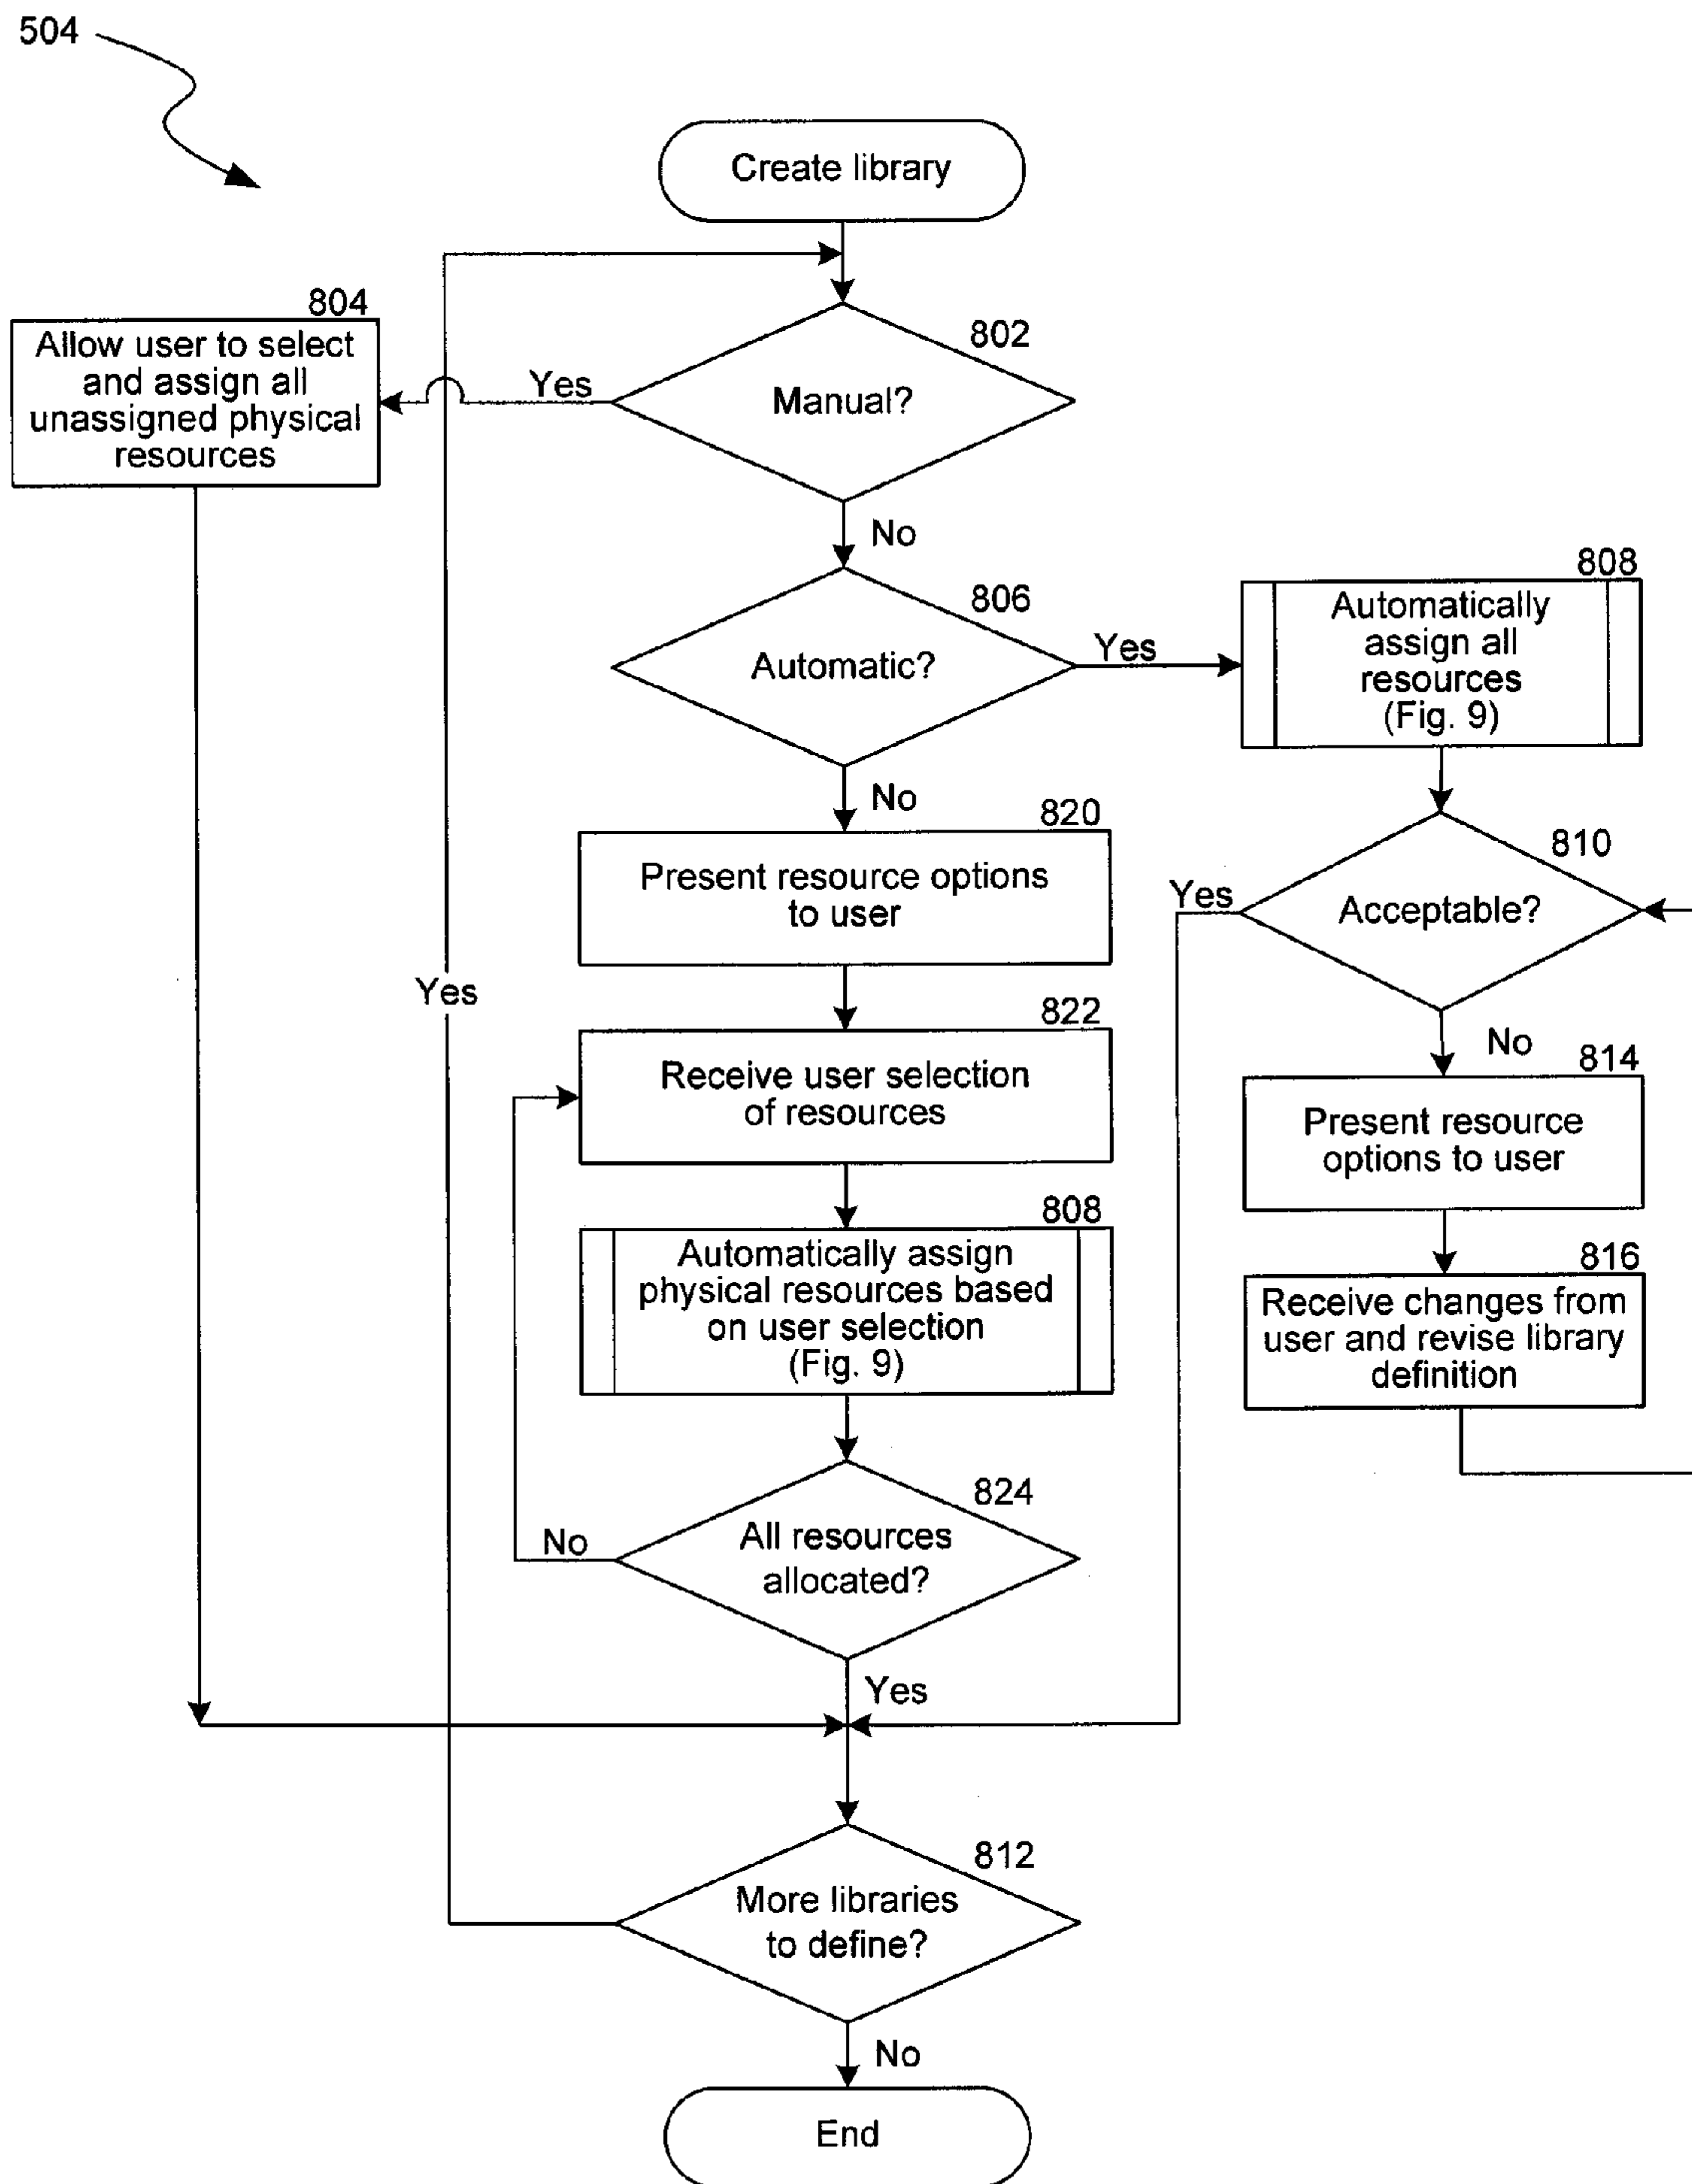 504
Create library
804
Allow user to select
and assign all
unassigned physical
resources
Yes
802
Manual?
No
806
Automatic?
Yes
808
Automatically
assign all
resources
(Fig. 9)
No
820
Present resource options
to user
810
Acceptable?
Yes
No
Yes
822
Receive user selection
of resources
814
Present resource
options to user
808
Automatically assign
physical resources based
on user selection
(Fig. 9)
816
Receive changes from
user and revise library
definition
824
All resources
allocated?
No
Yes
812
More libraries
to define?
No
End